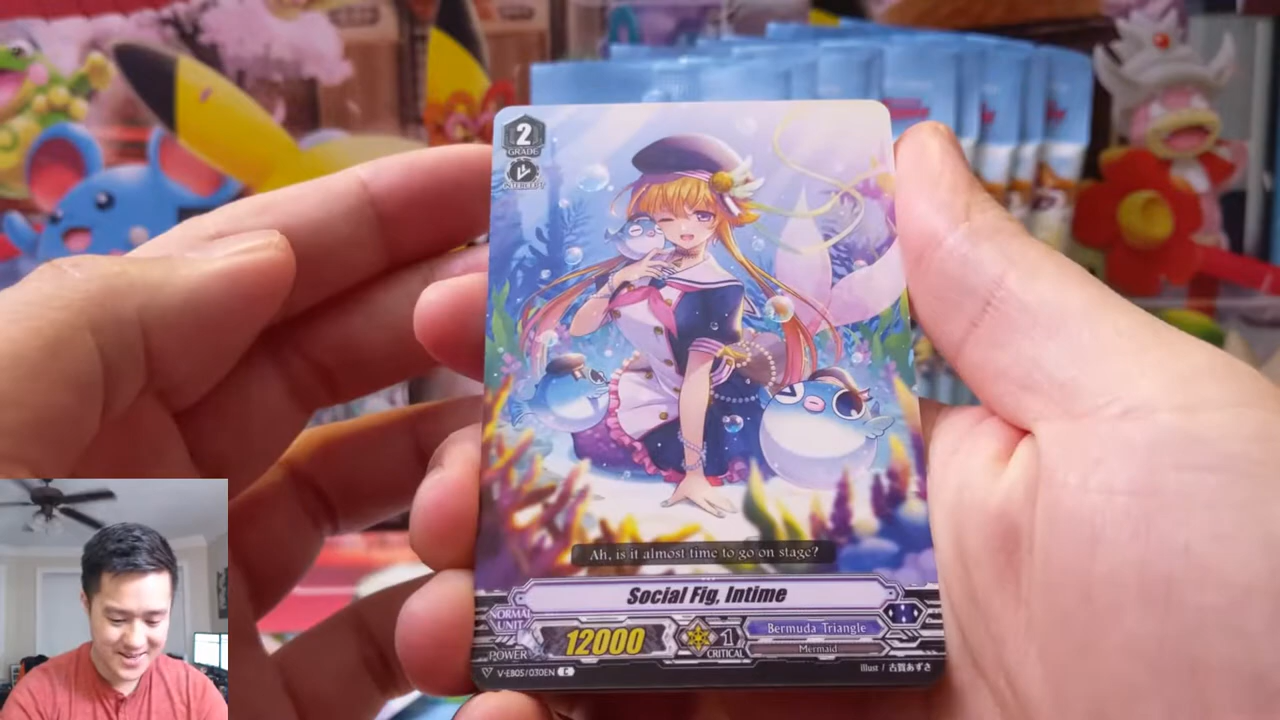 2
GRADE
INTERCEPT
Ah, is it almost time to go on stage?
Social Fig, Intime
NORMAL
UNIT
POWER
12000
1
CRITICAL
Bermuda Triangle
Mermaid
V-EB05/030EN C
illust / 古賀あずさ